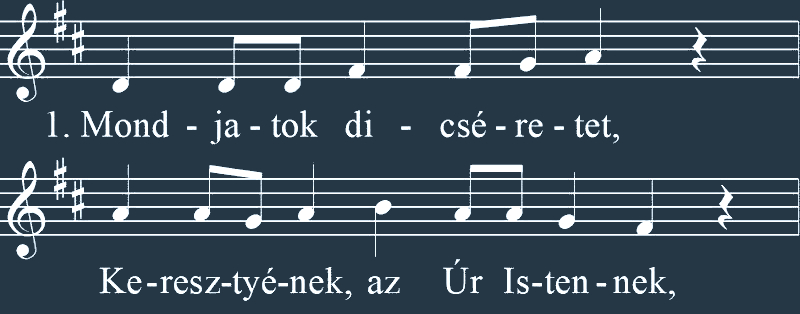 1. Mond - ja - tok di - csé - re - tet,
Ke - resz - tyé - nek, az Úr Is - ten - nek,